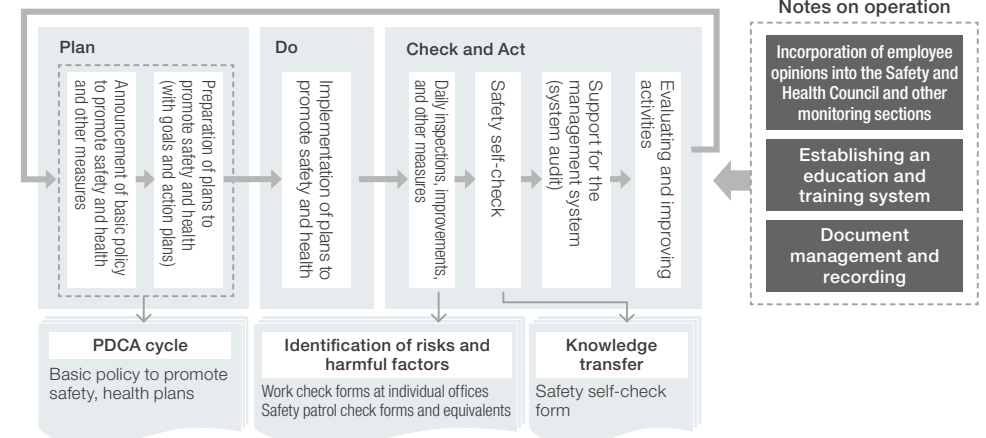 Notes on operation
Plan
Do
Check and Act
Announcement of basic policy
to promote safety and health
and other measures
Preparation of plans to
promote safety and health
(with goals and action plans)
Implementation of plans to
promote safety and health
Daily inspections, improvements,
and other measures
Safety self-check
Support for the
management system
(system audit)
Evaluating and improving
activities
Incorporation of employee
opinions into the Safety and
Health Council and other
monitoring sections
Establishing an
education and
training system
Document
management and
recording
PDCA cycle
Basic policy to promote
safety, health plans
Identification of risks and
harmful factors
Work check forms at individual offices
Safety patrol check forms and equivalents
Knowledge
transfer
Safety self-check
form